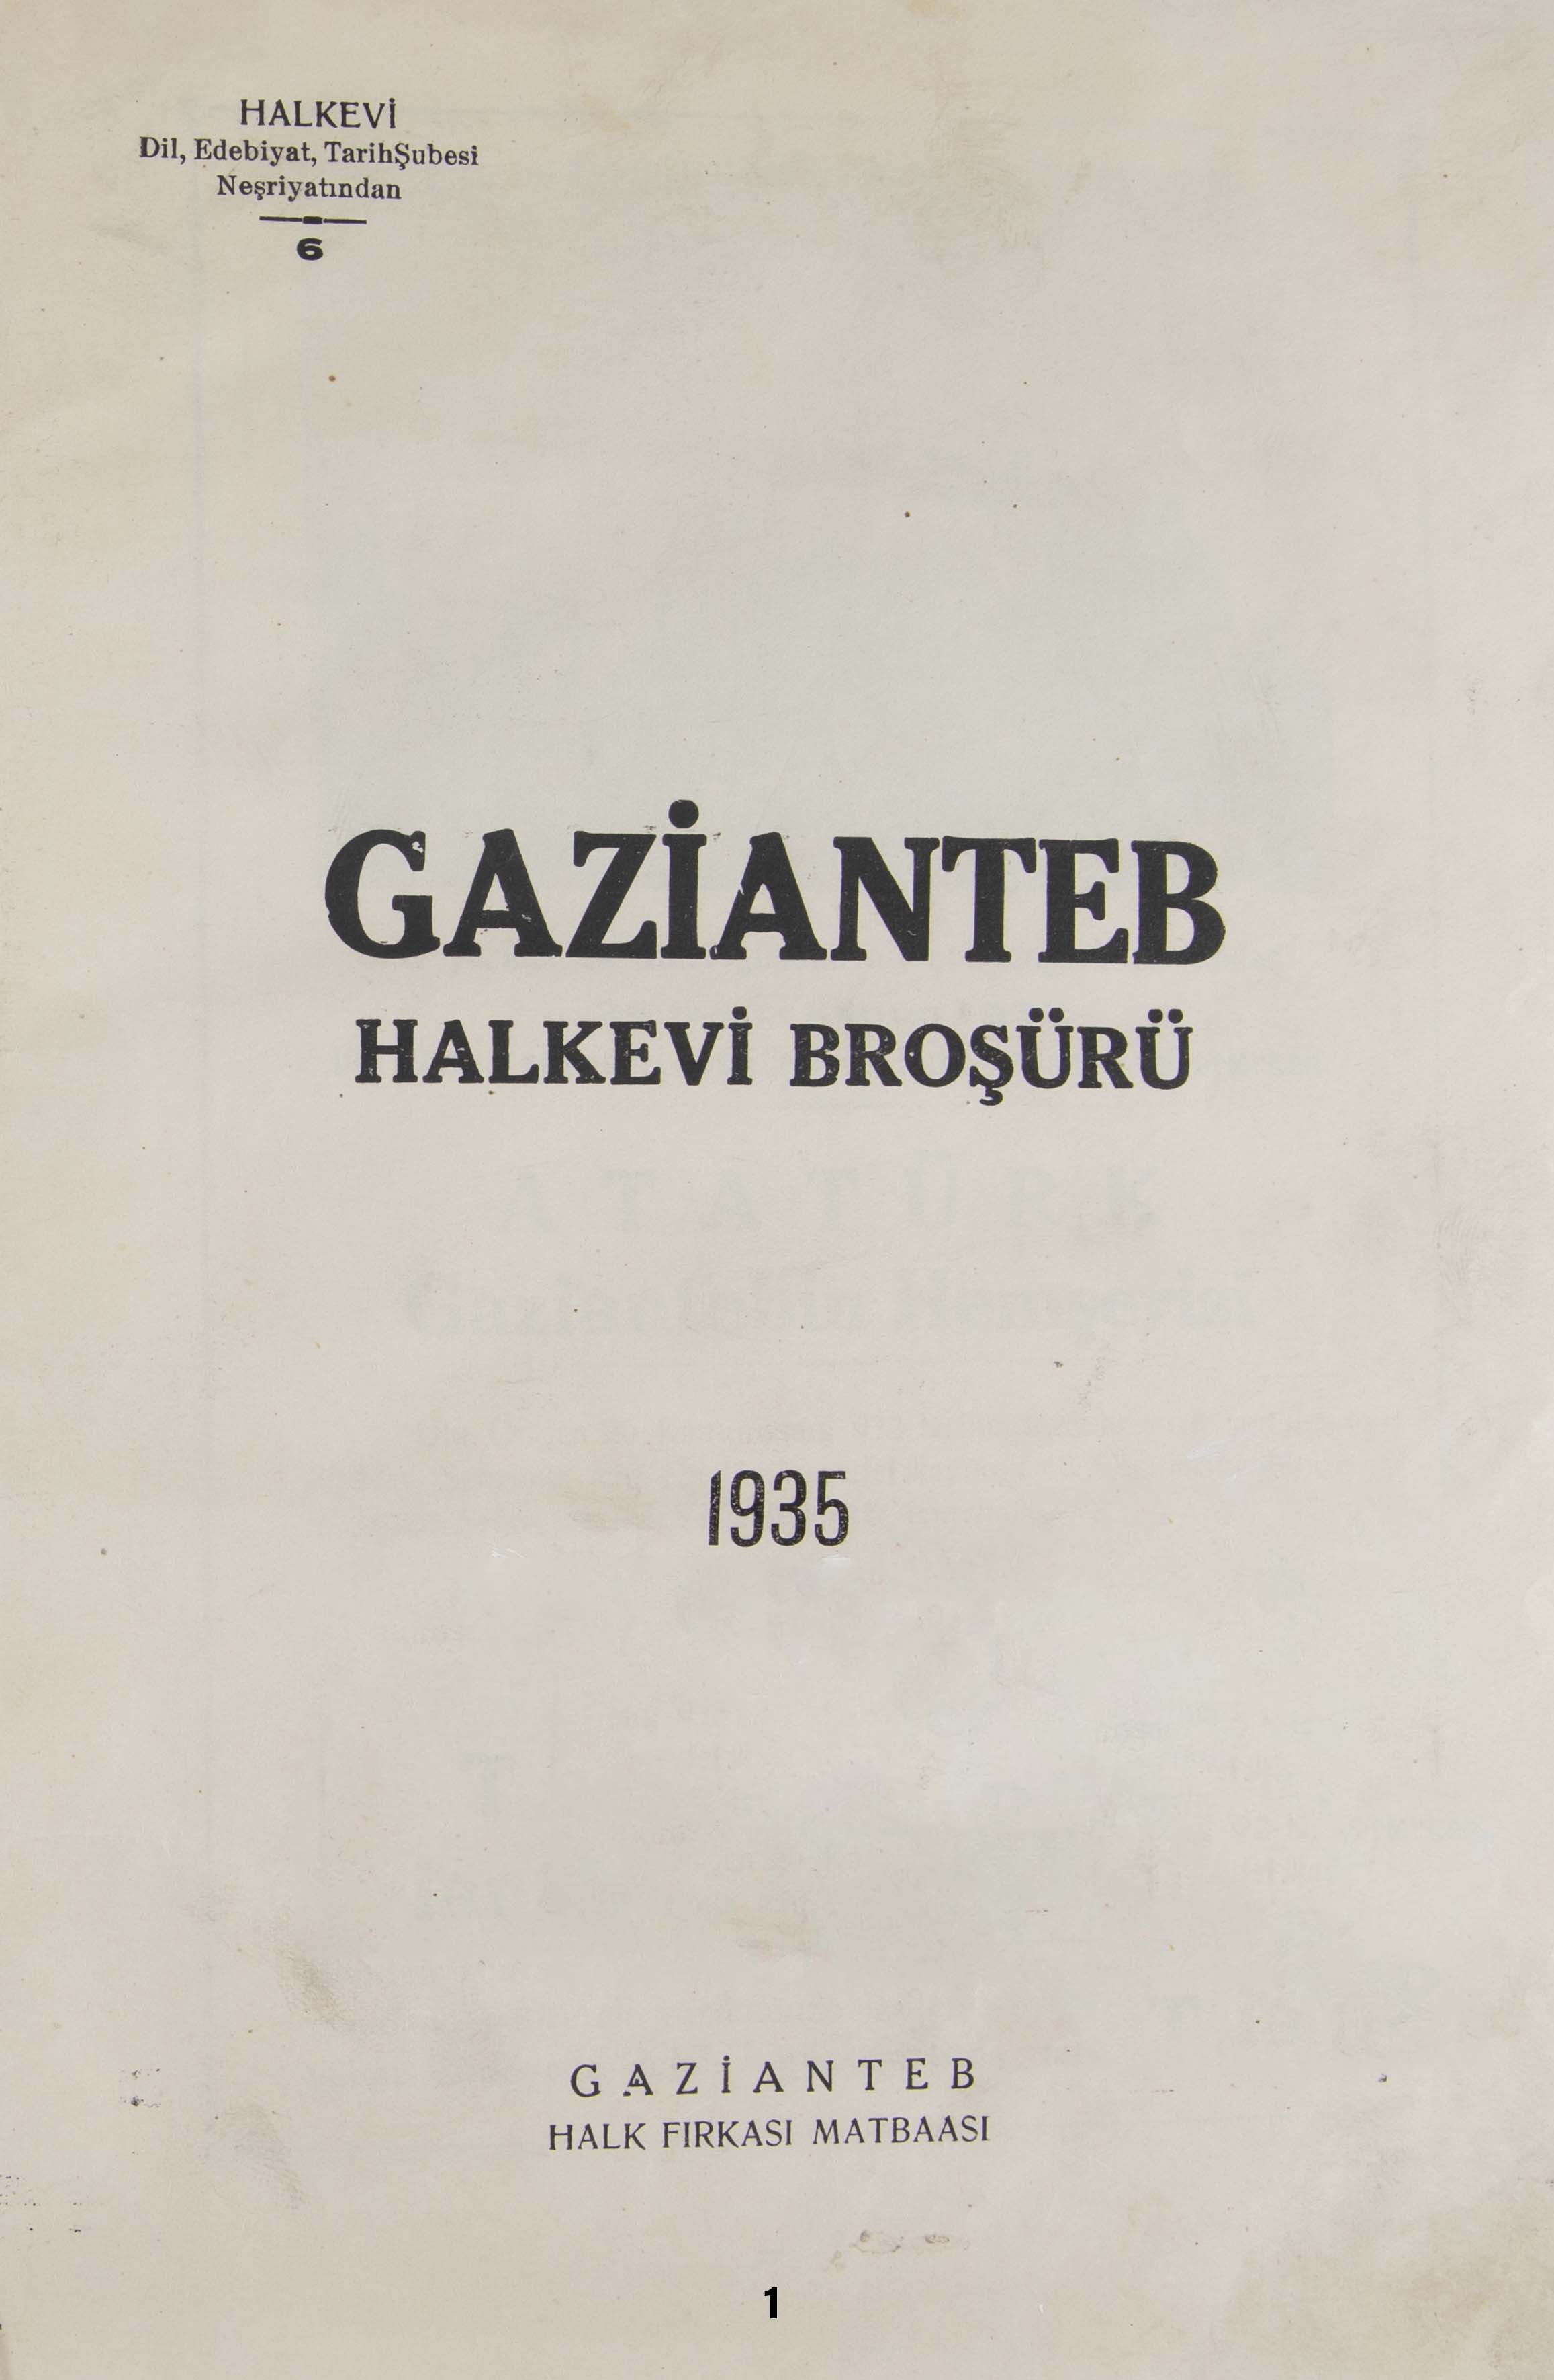 HALKEVİ
Dil, Edebiyat, TarihŞubesi
Neşriyatından
6
GAZİANTEB
HALKEVİ BROŞÜRÜ
1935
GAZİANTEB
HALK FIRKASI MATBAASI
1